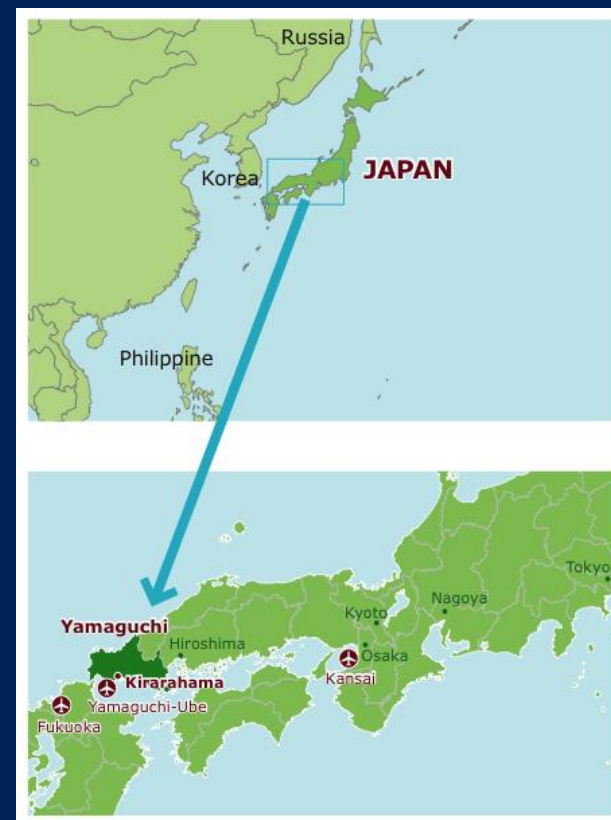 Russia
JAPAN
Korea
Philippine
Tokyo
Nagoya
Kyoto
Yamaguchi
Hiroshima
Osaka
Kansai
Kirarahama
Yamaguchi-Ube
Fukuoka